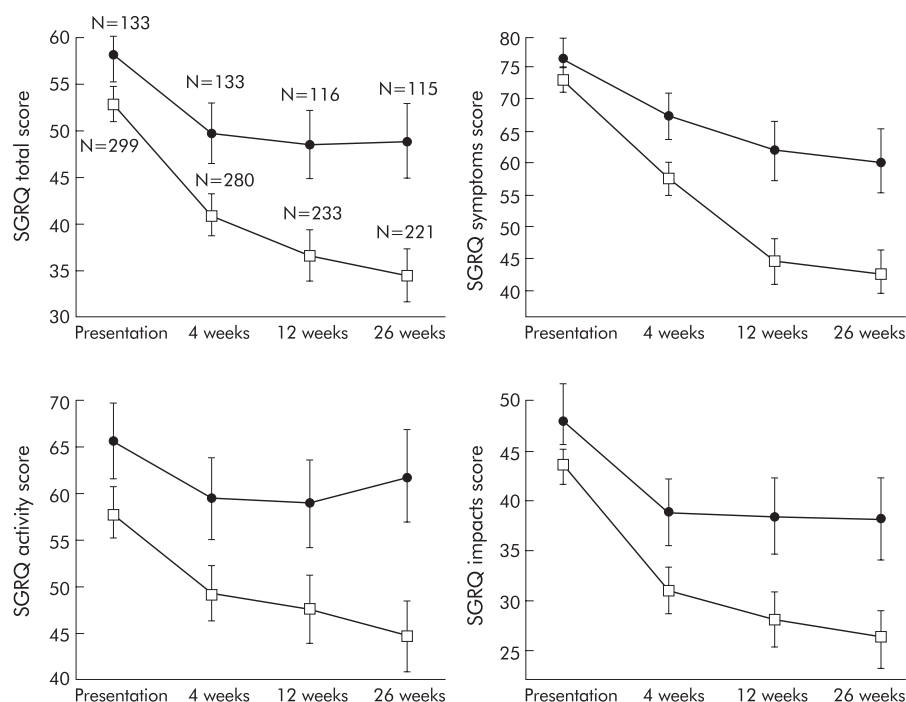 SGRQ total score
60
55
50
45
40
35
30
N=133
N=299
N=133
N=280
N=116
N=233
N=115
N=221
Presentation 4 weeks 12 weeks 26 weeks
SGRQ symptoms score
80
75
70
65
60
55
50
45
40
Presentation 4 weeks 12 weeks 26 weeks
SGRQ activity score
70
65
60
55
50
45
40
Presentation 4 weeks 12 weeks 26 weeks
SGRQ impacts score
50
45
40
35
30
25
Presentation 4 weeks 12 weeks 26 weeks